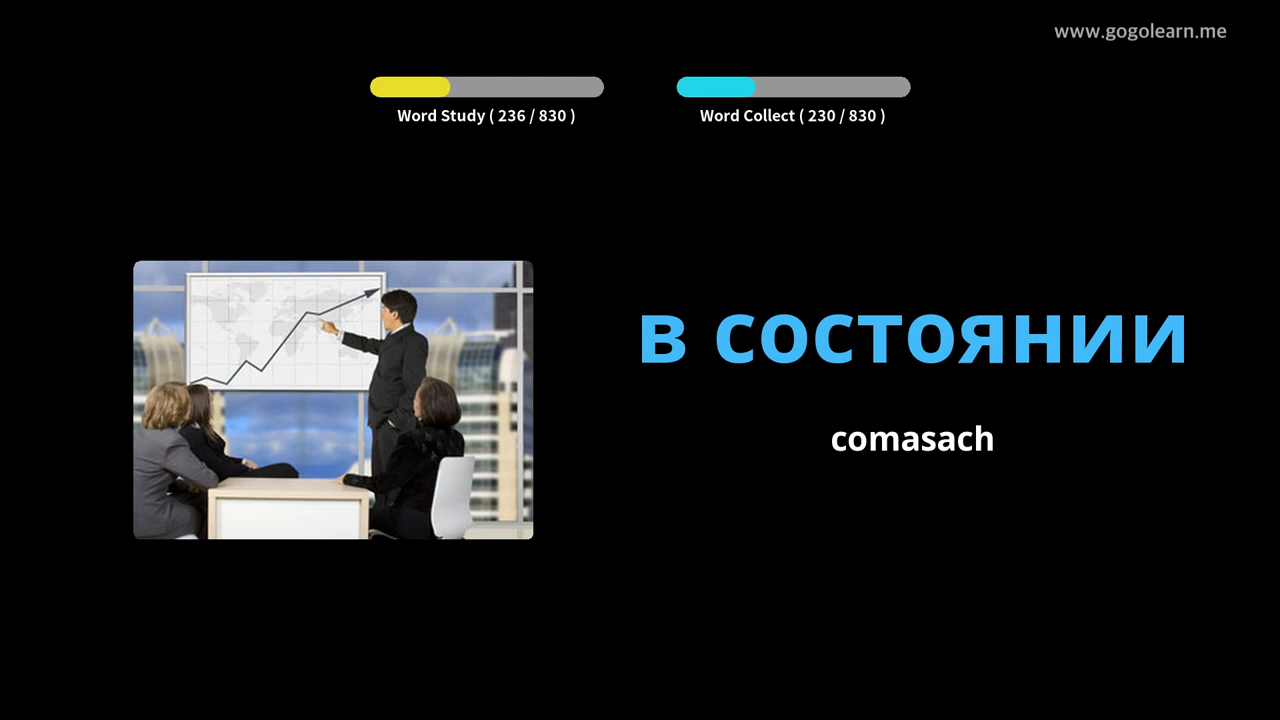 www.gogolearn.me
Word Study ( 236 / 830 )
Word Collect ( 230 / 830 )
в состоянии
comasach